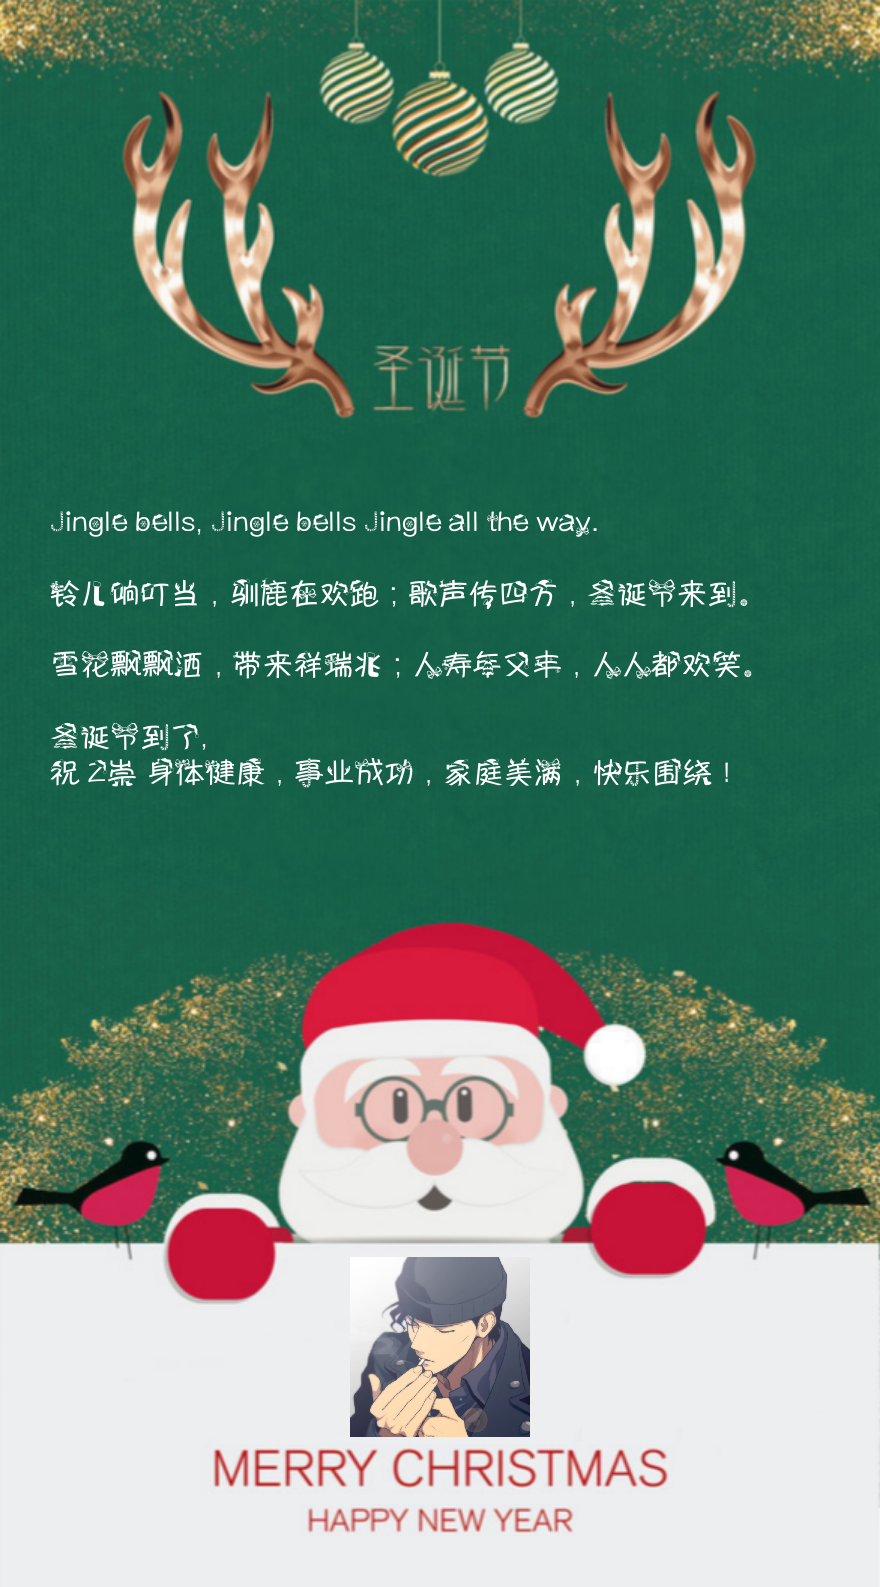 圣诞节
Jingle bells, Jingle bells Jingle all the way.
铃儿响叮当，驯鹿在欢跑；歌声传四方，圣诞节来到。
雪花飘飘洒，带来祥瑞兆；人寿年又丰，人人都欢笑。
圣诞节到了,
祝 乙崇 身体健康，事业成功，家庭美满，快乐围绕！
MERRY CHRISTMAS
HAPPY NEW YEAR